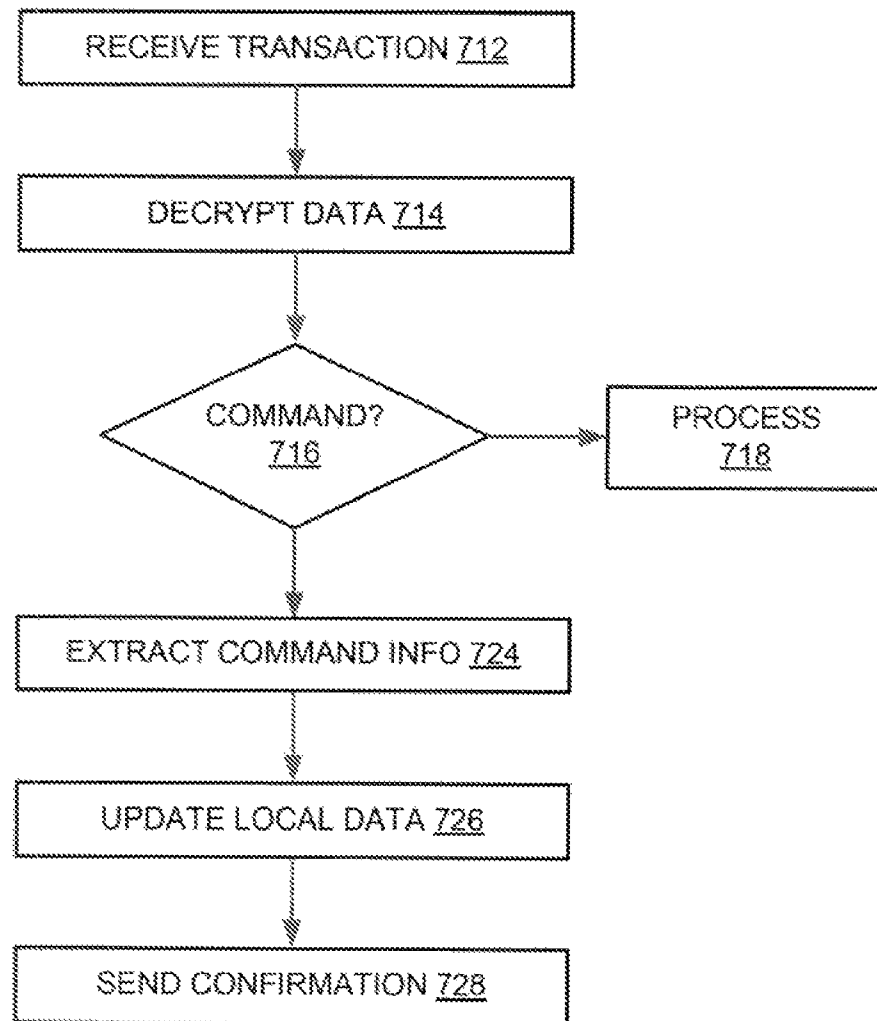 RECEIVE TRANSACTION 712
DECRYPT DATA 714
COMMAND?
716
PROCESS
718
EXTRACT COMMAND INFO 724
UPDATE LOCAL DATA 726
SEND CONFIRMATION 728